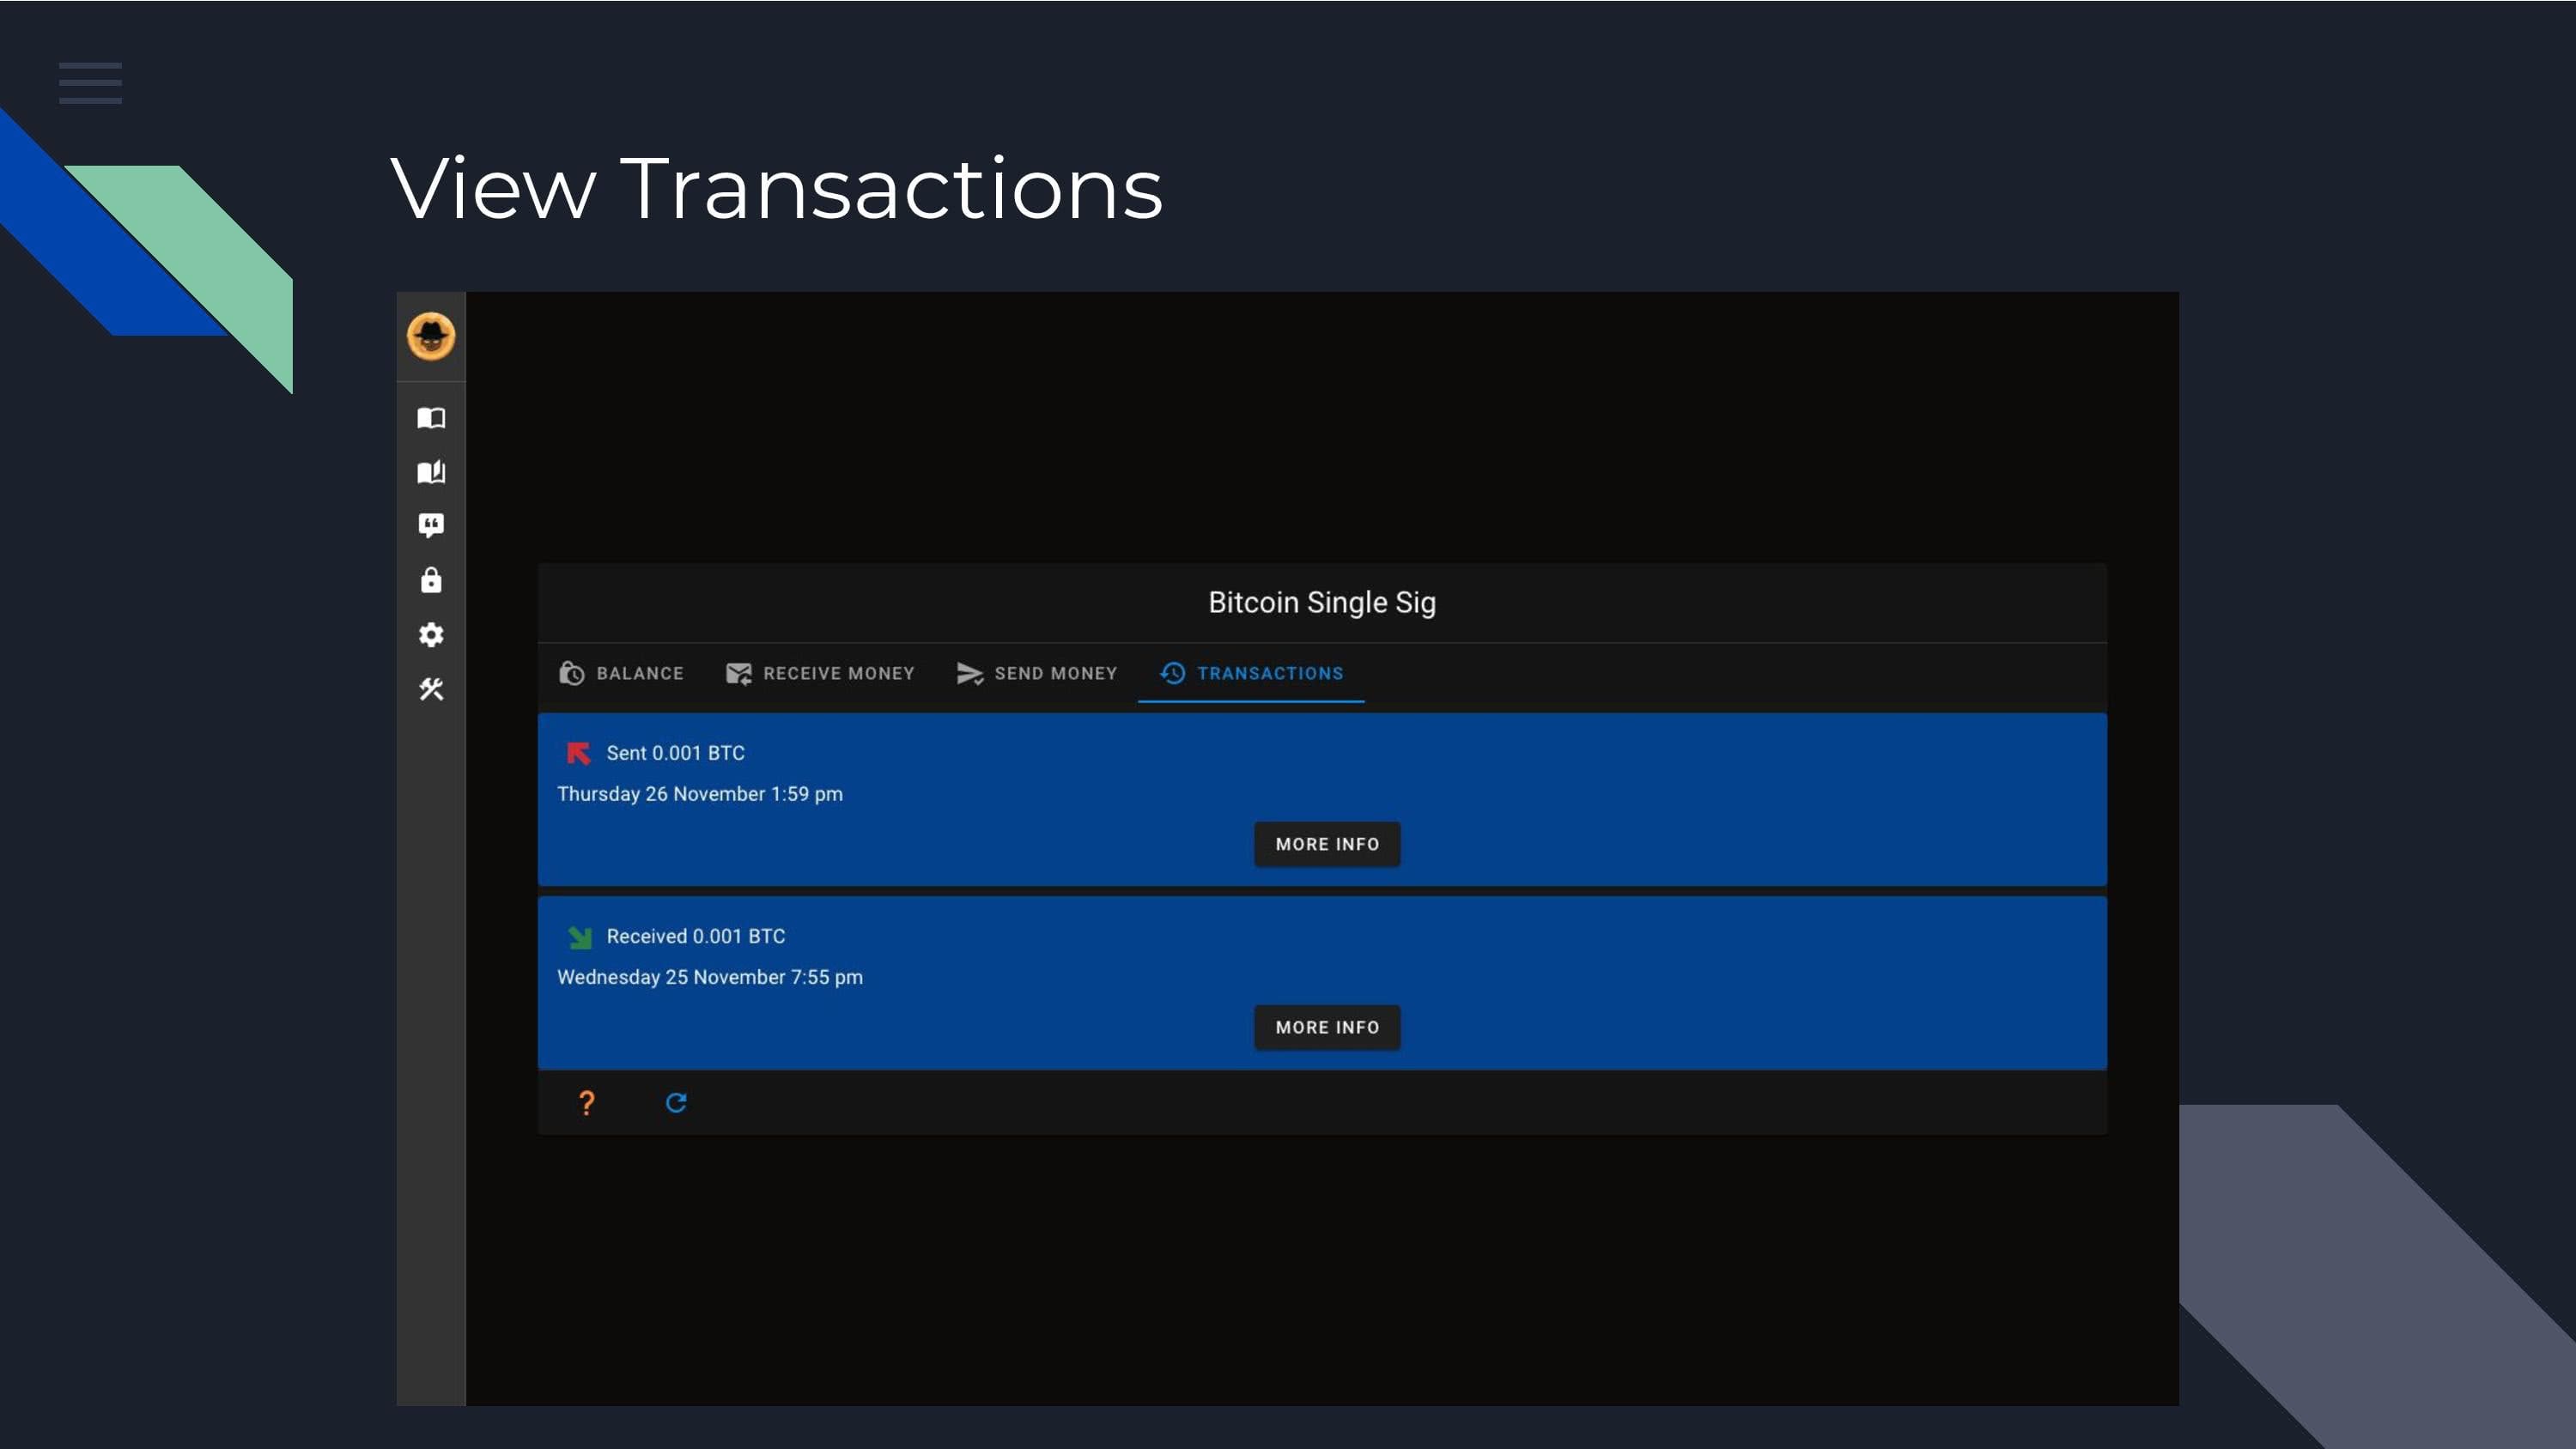 View Transactions
Bitcoin Single Sig
BALANCE RECEIVE MONEY SEND MONEY TRANSACTIONS
Sent 0.001 BTC
Thursday 26 November 1:59 pm
MORE INFO
Received 0.001 BTC
Wednesday 25 November 7:55 pm
MORE INFO
?